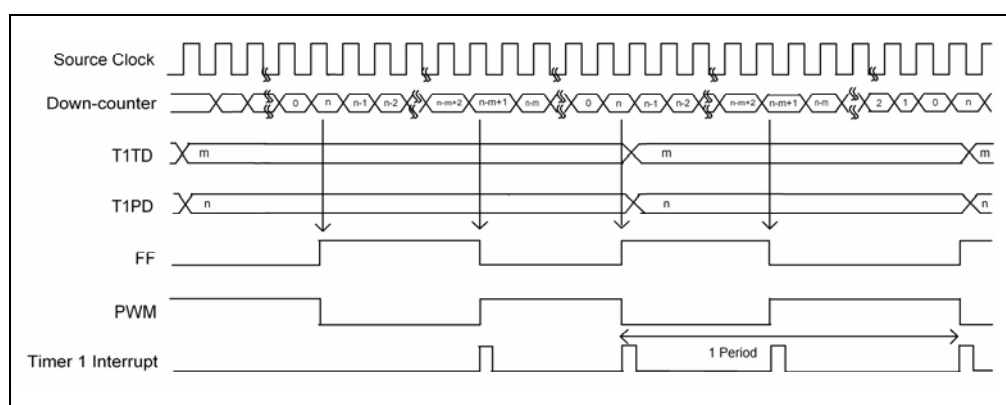 Source Clock
Down-counter 0 n n-1 n-2 n-m+2 n-m+1 n-m 0 n n-1 n-2 n-m+2 n-m+1 n-m 2 1 0 n
T1TD m m m
T1PD n n n
FF
PWM
1 Period
Timer 1 Interrupt